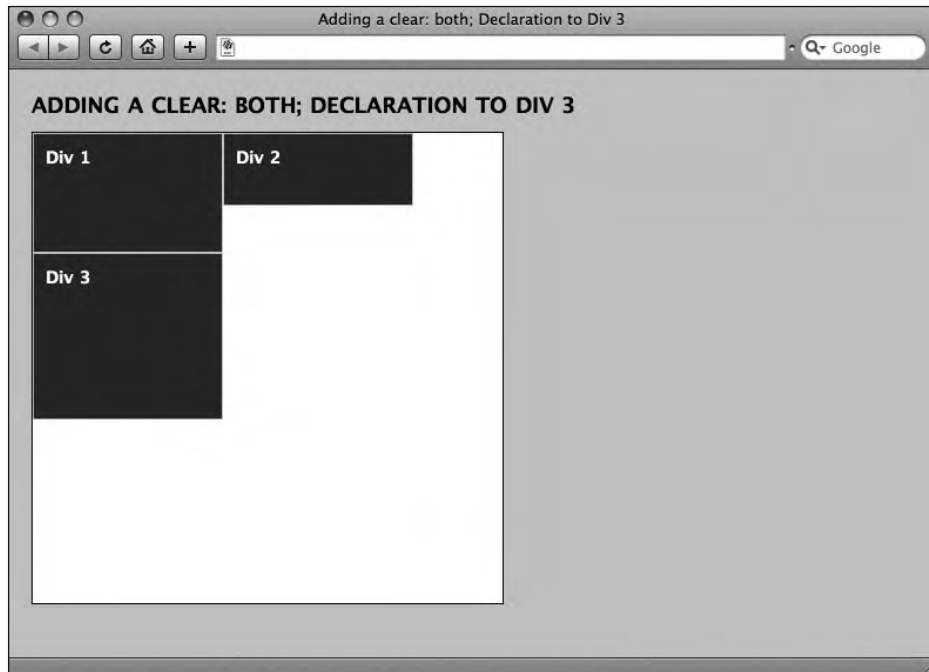 Adding a clear: both; Declaration to Div 3
Google
ADDING A CLEAR: BOTH; DECLARATION TO DIV 3
Div 1
Div 2
Div 3